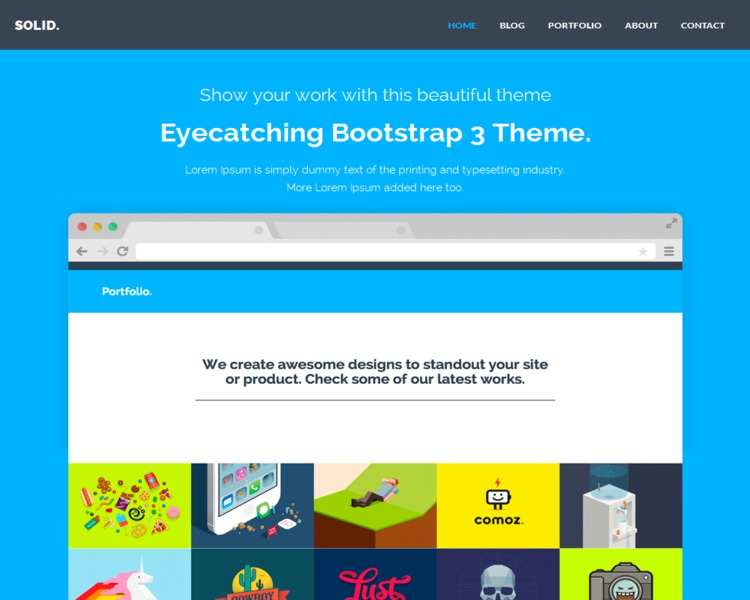 SOLID.
HOME BLOG PORTFOLIO ABOUT CONTACT
Show your work with this beautiful theme
Eyecatching Bootstrap 3 Theme.
Lorem Ipsum is simply dummy text of the printing and typesetting industry.
More Lorem Ipsum added here too.
Portfolio.
We create awesome designs to standout your site
or product. Check some of our latest works.
comoz.
COWBOY
Lust